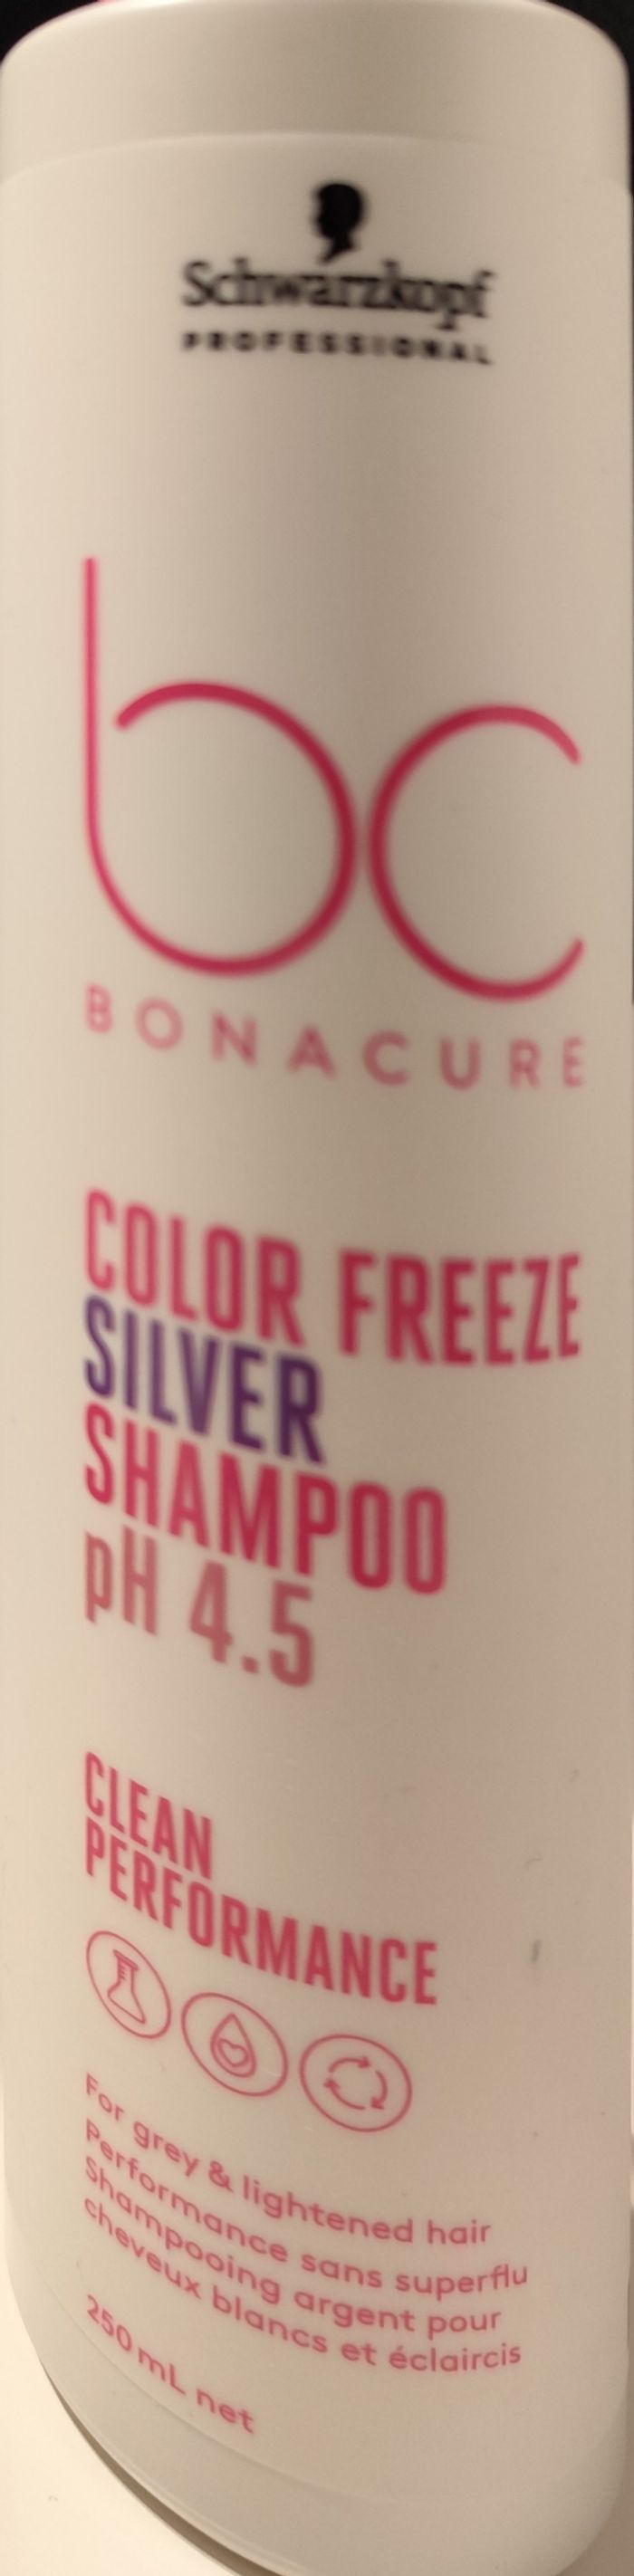 Schwarzkopf
PROFESSIONAL
bc
BONACURE
COLOR FREEZE
SILVER
SHAMPOO
pH 4.5
CLEAN
PERFORMANCE
For grey & lightened hair
Performance sans superflu
Shampooing argent pour
cheveux blancs et éclaircis
250 mL net